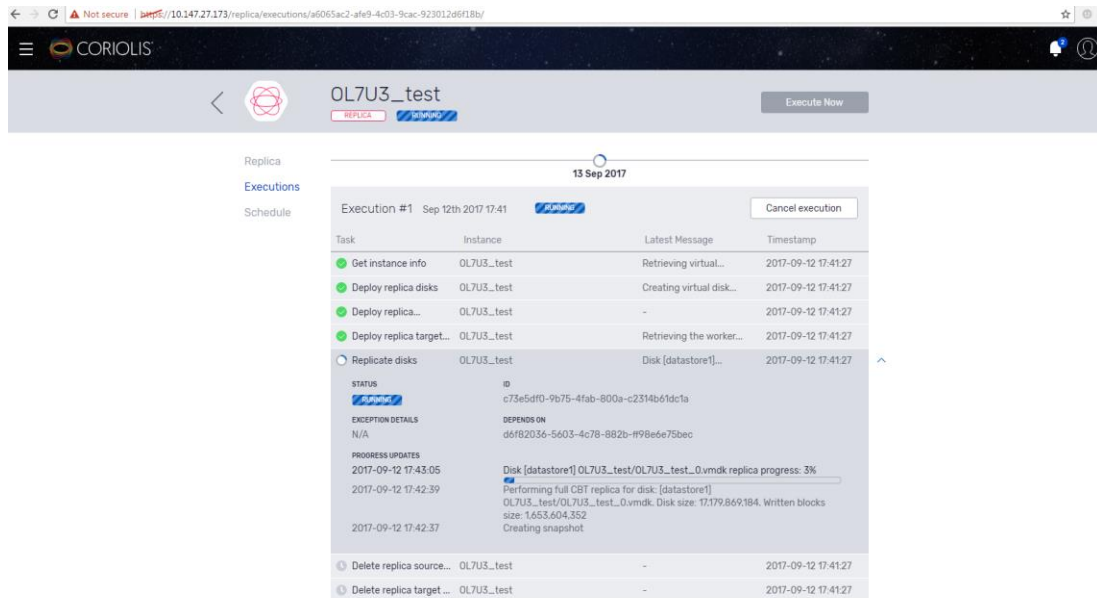 Not secure | https://10.147.27.173/replica/executions/a6065ac2-afe9-4c03-9cac-923012d6f18b/
CORIOLIS
2
OL7U3_test
REPLICA RUNNING
Execute Now
Replica
Executions
Schedule
13 Sep 2017
Execution #1 Sep 12th 2017 17:41 RUNNING Cancel execution
Task Instance Latest Message Timestamp
Get instance info OL7U3_test Retrieving virtual... 2017-09-12 17:41:27
Deploy replica disks OL7U3_test Creating virtual disk... 2017-09-12 17:41:27
Deploy replica... OL7U3_test - 2017-09-12 17:41:27
Deploy replica target... OL7U3_test Retrieving the worker... 2017-09-12 17:41:27
Replicate disks OL7U3_test Disk [datastore1]... 2017-09-12 17:41:27
STATUS ID
RUNNING c73e5df0-9b75-4fab-800a-c2314b61dc1a
EXCEPTION DETAILS DEPENDS ON
N/A d6f82036-5603-4c78-882b-ff98e6e75bec
PROGRESS UPDATES
2017-09-12 17:43:05 Disk [datastore1] OL7U3_test/OL7U3_test_0.vmdk replica progress: 3%
2017-09-12 17:42:39 Performing full CBT replica for disk: [datastore1]
OL7U3_test/OL7U3_test_0.vmdk. Disk size: 17,179,869,184. Written blocks
size: 1,653,604,352
2017-09-12 17:42:37 Creating snapshot
Delete replica source... OL7U3_test - 2017-09-12 17:41:27
Delete replica target ... OL7U3_test - 2017-09-12 17:41:27